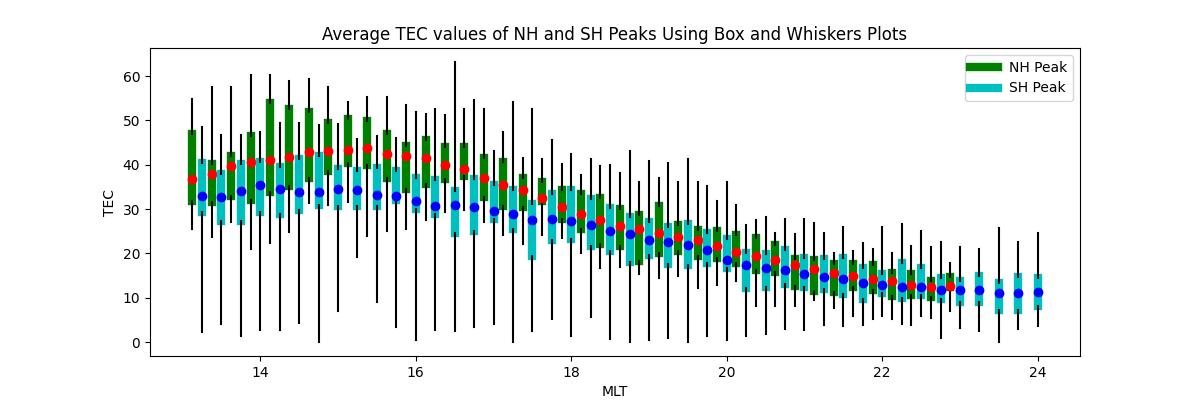 Average TEC values of NH and SH Peaks Using Box and Whiskers Plots
NH Peak
SH Peak
60
50
40
30
20
10
0
TEC
14 16 18 20 22 24
MLT